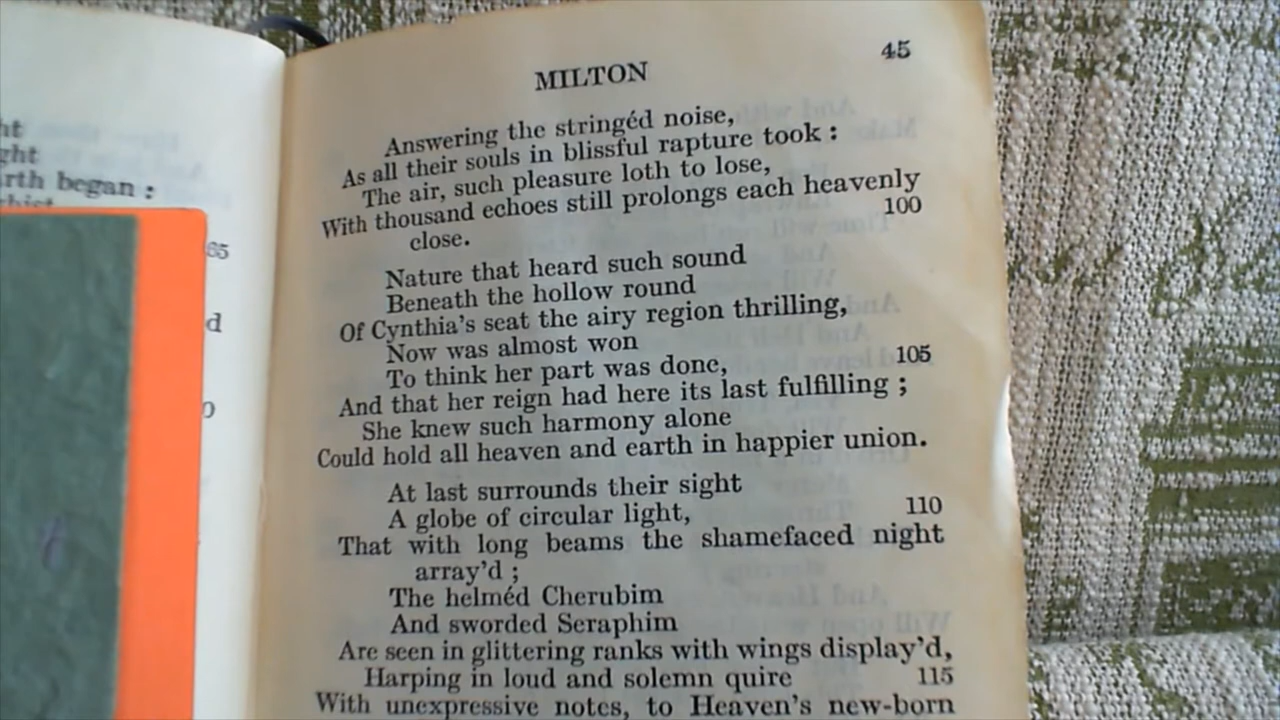 MILTON
45
Answering the stringéd noise,
As all their souls in blissful rapture took :
The air, such pleasure loth to lose,
With thousand echoes still prolongs each heavenly
close.
100
Nature that heard such sound
Beneath the hollow round
Of Cynthia's seat the airy region thrilling,
Now was almost won
To think her part was done,
105
And that her reign had here its last fulfilling ;
She knew such harmony alone
Could hold all heaven and earth in happier union.
At last surrounds their sight
A globe of circular light,
110
That with long beams the shamefaced night
array'd ;
The helméd Cherubim
And sworded Seraphim
Are seen in glittering ranks with wings display'd,
Harping in loud and solemn quire
115
With unexpressive notes, to Heaven's new-born
began :